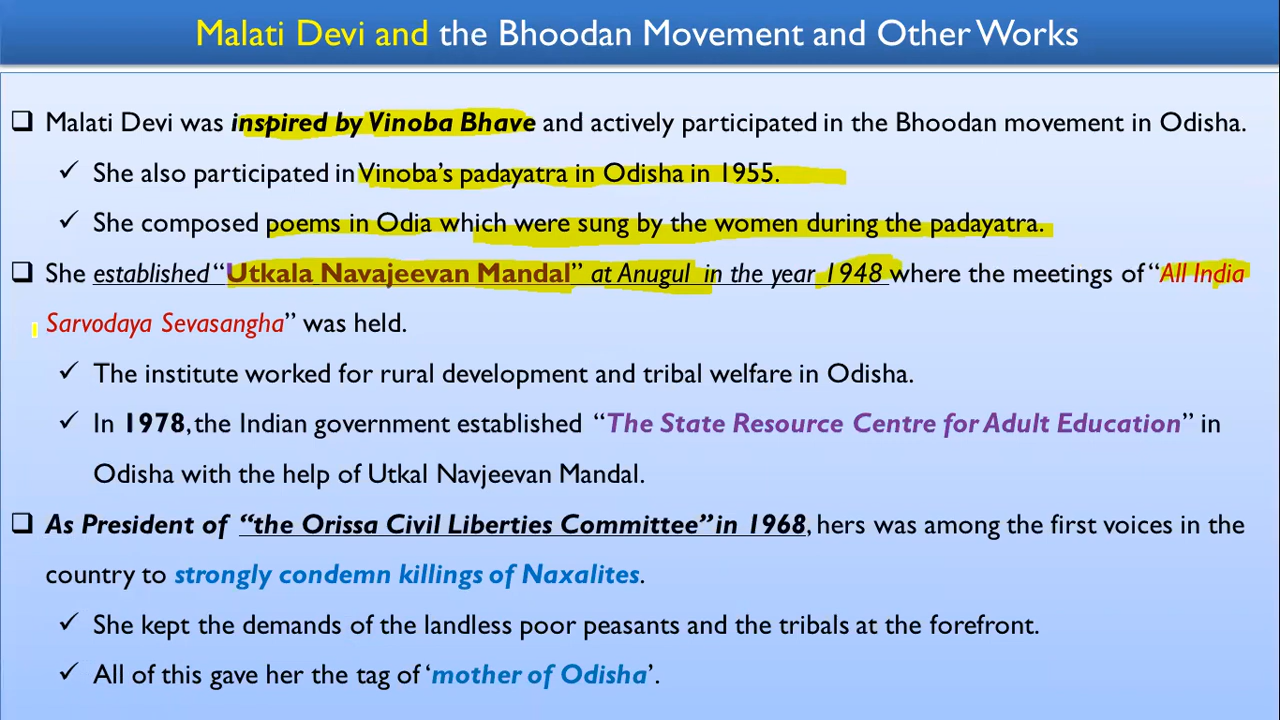 Malati Devi and the Bhoodan Movement and Other Works
❑ Malati Devi was inspired by Vinoba Bhave and actively participated in the Bhoodan movement in Odisha.
✓ She also participated in Vinoba's padayatra in Odisha in 1955.
✓ She composed poems in Odia which were sung by the women during the padayatra.
❑ She established “Utkala Navajeevan Mandal” at Anugul in the year 1948 where the meetings of “All India
Sarvodaya Sevasangha” was held.
✓ The institute worked for rural development and tribal welfare in Odisha.
✓ In 1978, the Indian government established “The State Resource Centre for Adult Education” in
Odisha with the help of Utkal Navjeevan Mandal.
❑ As President of “the Orissa Civil Liberties Committee” in 1968, hers was among the first voices in the
country to strongly condemn killings of Naxalites.
✓ She kept the demands of the landless poor peasants and the tribals at the forefront.
✓ All of this gave her the tag of ‘mother of Odisha’.